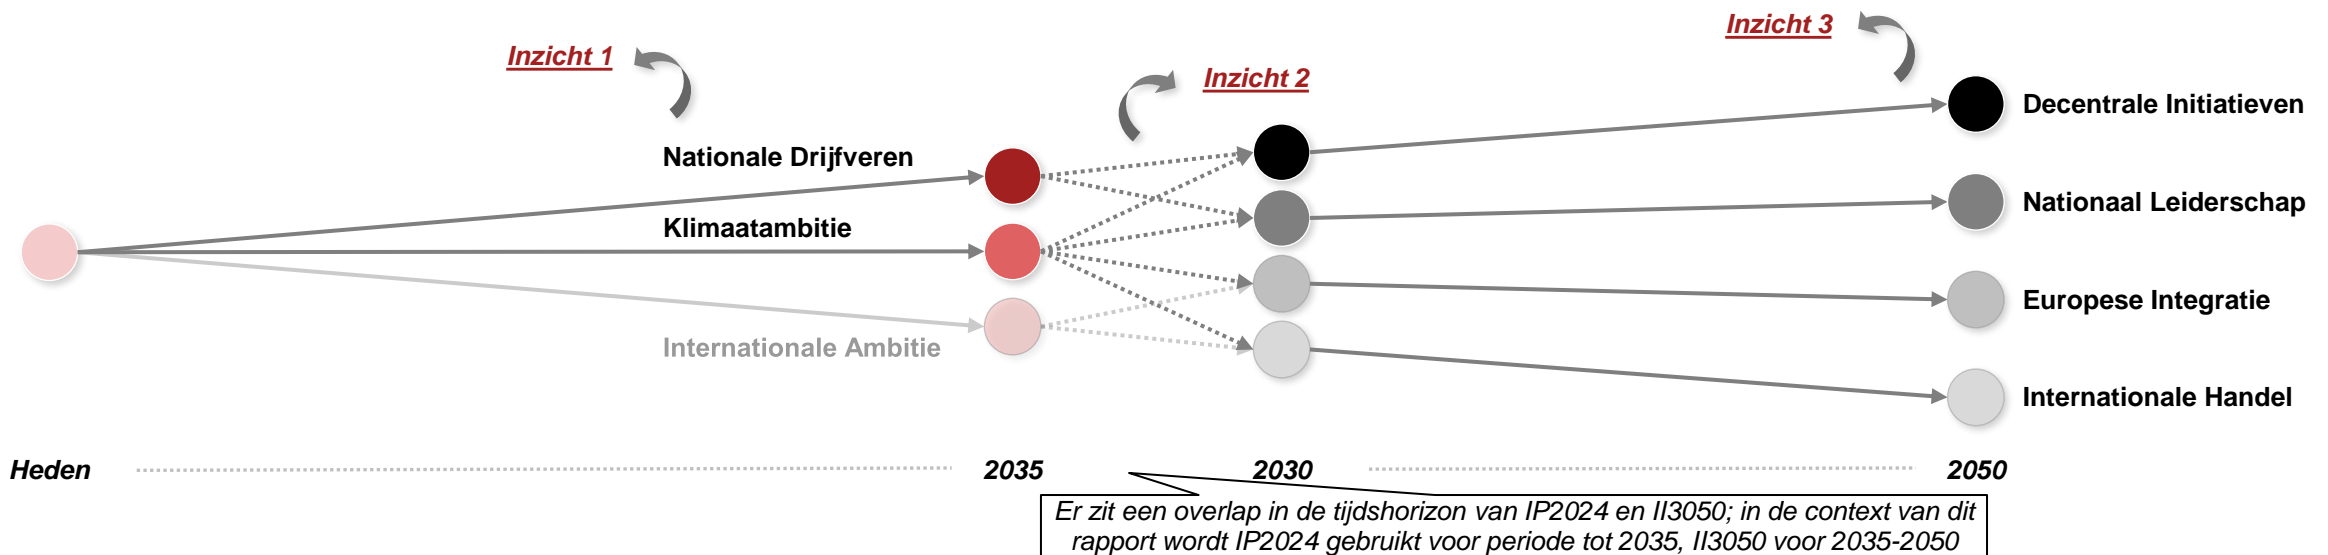 Inzicht 1
Inzicht 2
Inzicht 3
Nationale Drijfveren
Klimaatambitie
Internationale Ambitie
Decentrale Initiatieven
Nationaal Leiderschap
Europese Integratie
Internationale Handel
Heden
2035
2030
2050
Er zit een overlap in de tijdshorizon van IP2024 en II3050; in de context van dit
rapport wordt IP2024 gebruikt voor periode tot 2035, II3050 voor 2035-2050